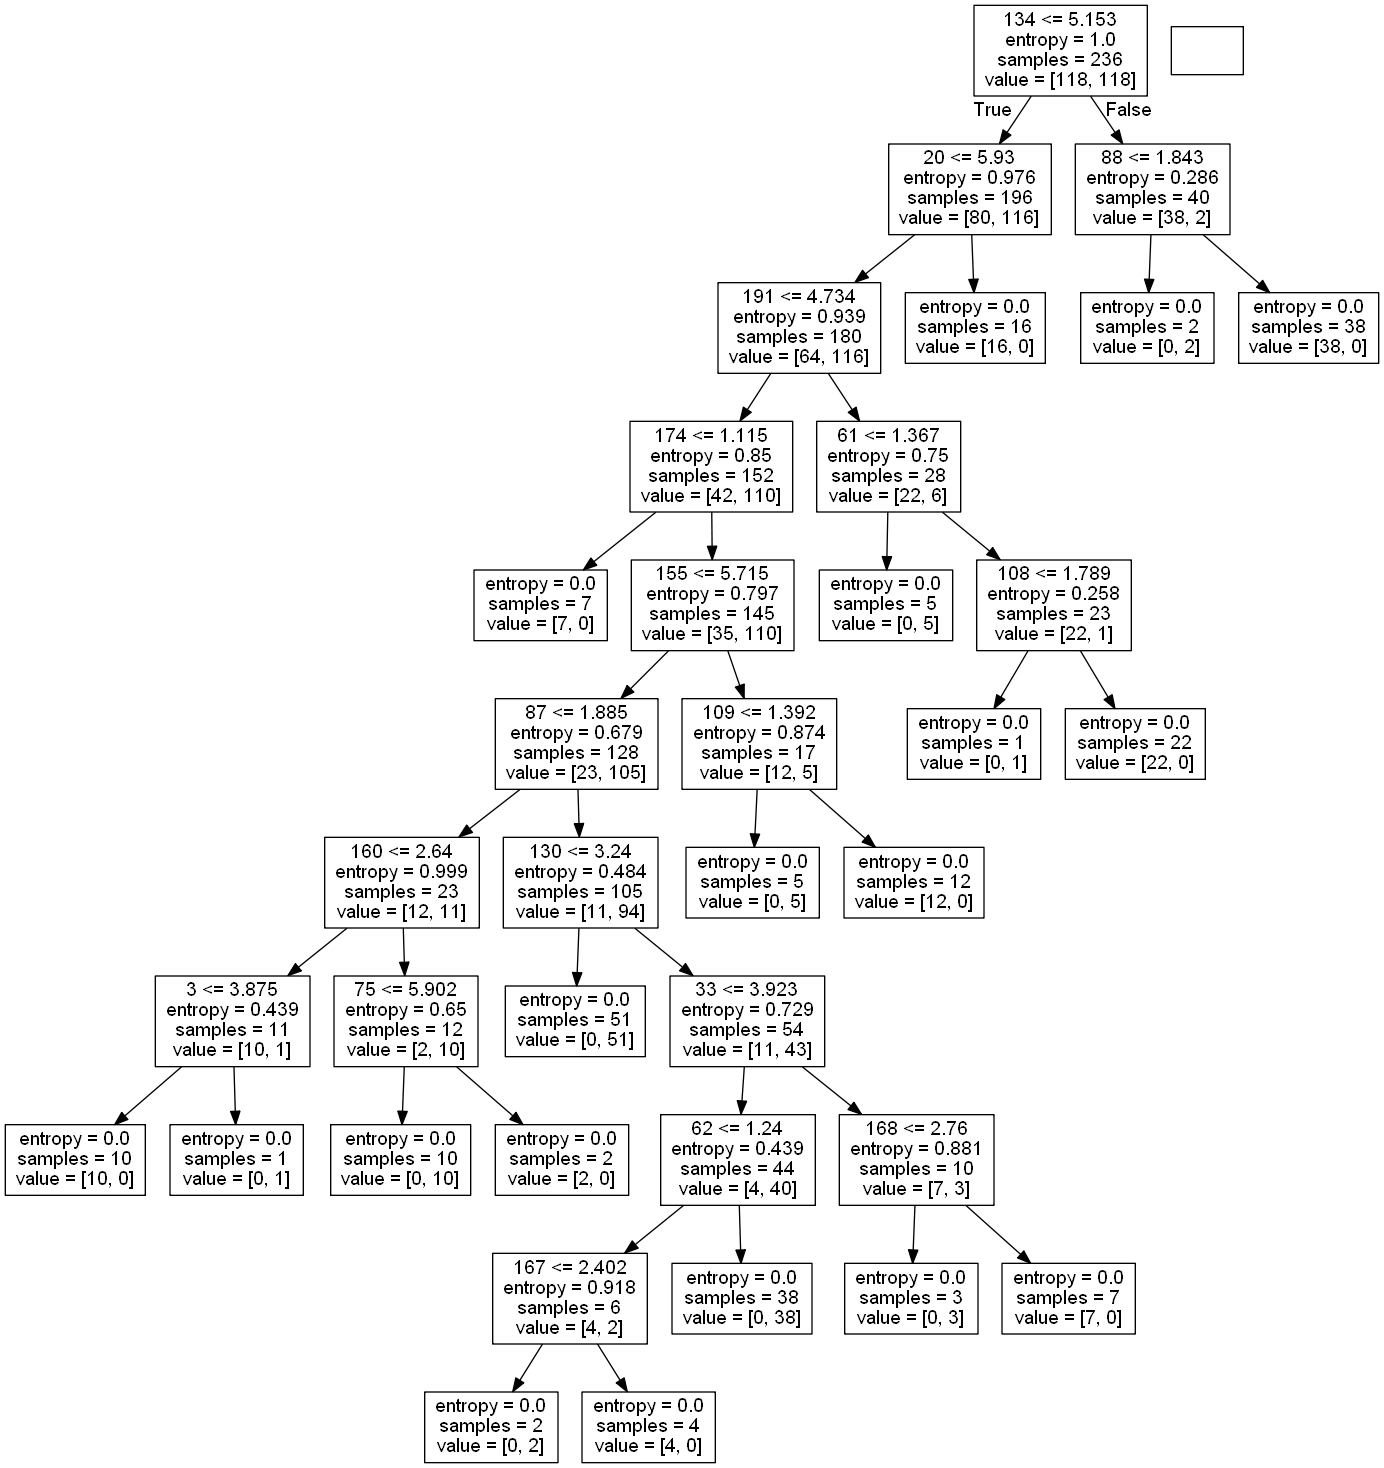 134 <= 5.153
entropy = 1.0
samples = 236
value = [118, 118]
True
False
20 <= 5.93
entropy = 0.976
samples = 196
value = [80, 116]
88 <= 1.843
entropy = 0.286
samples = 40
value = [38, 2]
191 <= 4.734
entropy = 0.939
samples = 180
value = [64, 116]
entropy = 0.0
samples = 16
value = [16, 0]
entropy = 0.0
samples = 2
value = [0, 2]
entropy = 0.0
samples = 38
value = [38, 0]
174 <= 1.115
entropy = 0.85
samples = 152
value = [42, 110]
61 <= 1.367
entropy = 0.75
samples = 28
value = [22, 6]
entropy = 0.0
samples = 7
value = [7, 0]
155 <= 5.715
entropy = 0.797
samples = 145
value = [35, 110]
entropy = 0.0
samples = 5
value = [0, 5]
108 <= 1.789
entropy = 0.258
samples = 23
value = [22, 1]
87 <= 1.885
entropy = 0.679
samples = 128
value = [23, 105]
109 <= 1.392
entropy = 0.874
samples = 17
value = [12, 5]
entropy = 0.0
samples = 1
value = [0, 1]
entropy = 0.0
samples = 22
value = [22, 0]
160 <= 2.64
entropy = 0.999
samples = 23
value = [12, 11]
130 <= 3.24
entropy = 0.484
samples = 105
value = [11, 94]
entropy = 0.0
samples = 5
value = [0, 5]
entropy = 0.0
samples = 12
value = [12, 0]
3 <= 3.875
entropy = 0.439
samples = 11
value = [10, 1]
75 <= 5.902
entropy = 0.65
samples = 12
value = [2, 10]
entropy = 0.0
samples = 51
value = [0, 51]
33 <= 3.923
entropy = 0.729
samples = 54
value = [11, 43]
entropy = 0.0
samples = 10
value = [10, 0]
entropy = 0.0
samples = 1
value = [0, 1]
entropy = 0.0
samples = 10
value = [0, 10]
entropy = 0.0
samples = 2
value = [2, 0]
62 <= 1.24
entropy = 0.439
samples = 44
value = [4, 40]
168 <= 2.76
entropy = 0.881
samples = 10
value = [7, 3]
167 <= 2.402
entropy = 0.918
samples = 6
value = [4, 2]
entropy = 0.0
samples = 38
value = [0, 38]
entropy = 0.0
samples = 3
value = [0, 3]
entropy = 0.0
samples = 7
value = [7, 0]
entropy = 0.0
samples = 2
value = [0, 2]
entropy = 0.0
samples = 4
value = [4, 0]